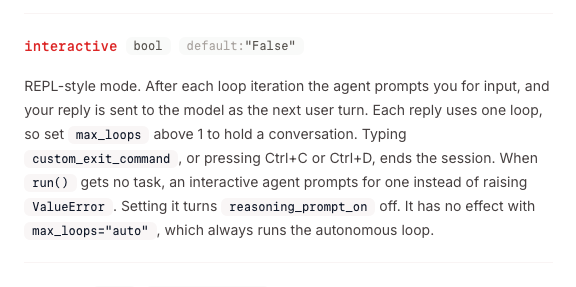 interactive bool default:"False"
REPL-style mode. After each loop iteration the agent prompts you for input, and
your reply is sent to the model as the next user turn. Each reply uses one loop,
so set max_loops above 1 to hold a conversation. Typing
custom_exit_command , or pressing Ctrl+C or Ctrl+D, ends the session. When
run() gets no task, an interactive agent prompts for one instead of raising
ValueError . Setting it turns reasoning_prompt_on off. It has no effect with
max_loops="auto" , which always runs the autonomous loop.